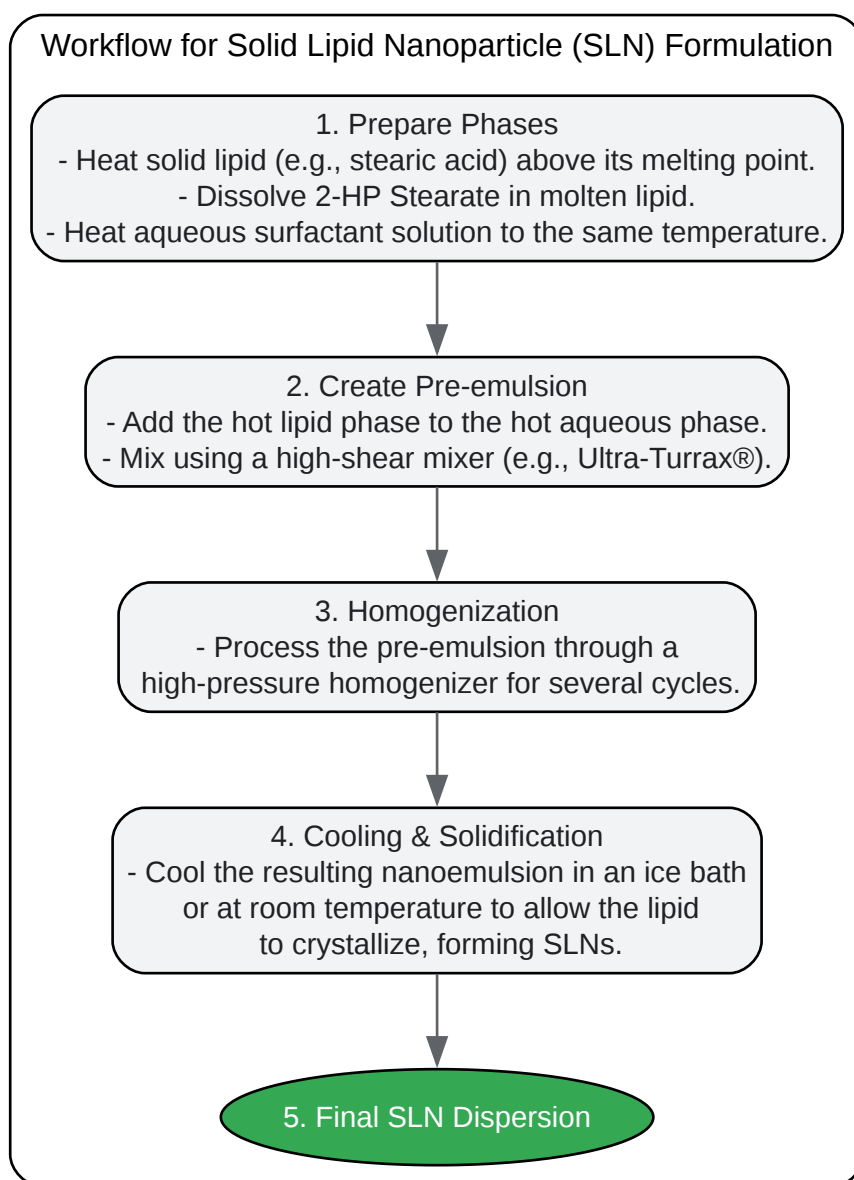 Workflow for Solid Lipid Nanoparticle (SLN) Formulation
1. Prepare Phases
- Heat solid lipid (e.g., stearic acid) above its melting point.
- Dissolve 2-HP Stearate in molten lipid.
- Heat aqueous surfactant solution to the same temperature.
2. Create Pre-emulsion
- Add the hot lipid phase to the hot aqueous phase.
- Mix using a high-shear mixer (e.g., Ultra-Turrax®).
3. Homogenization
- Process the pre-emulsion through a
high-pressure homogenizer for several cycles.
4. Cooling & Solidification
- Cool the resulting nanoemulsion in an ice bath
or at room temperature to allow the lipid
to crystallize, forming SLNs.
5. Final SLN Dispersion